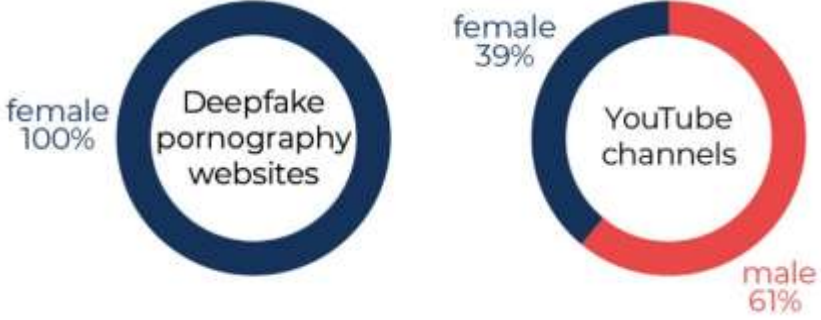 female
100%
Deepfake
pornography
websites
female
39%
YouTube
channels
male
61%